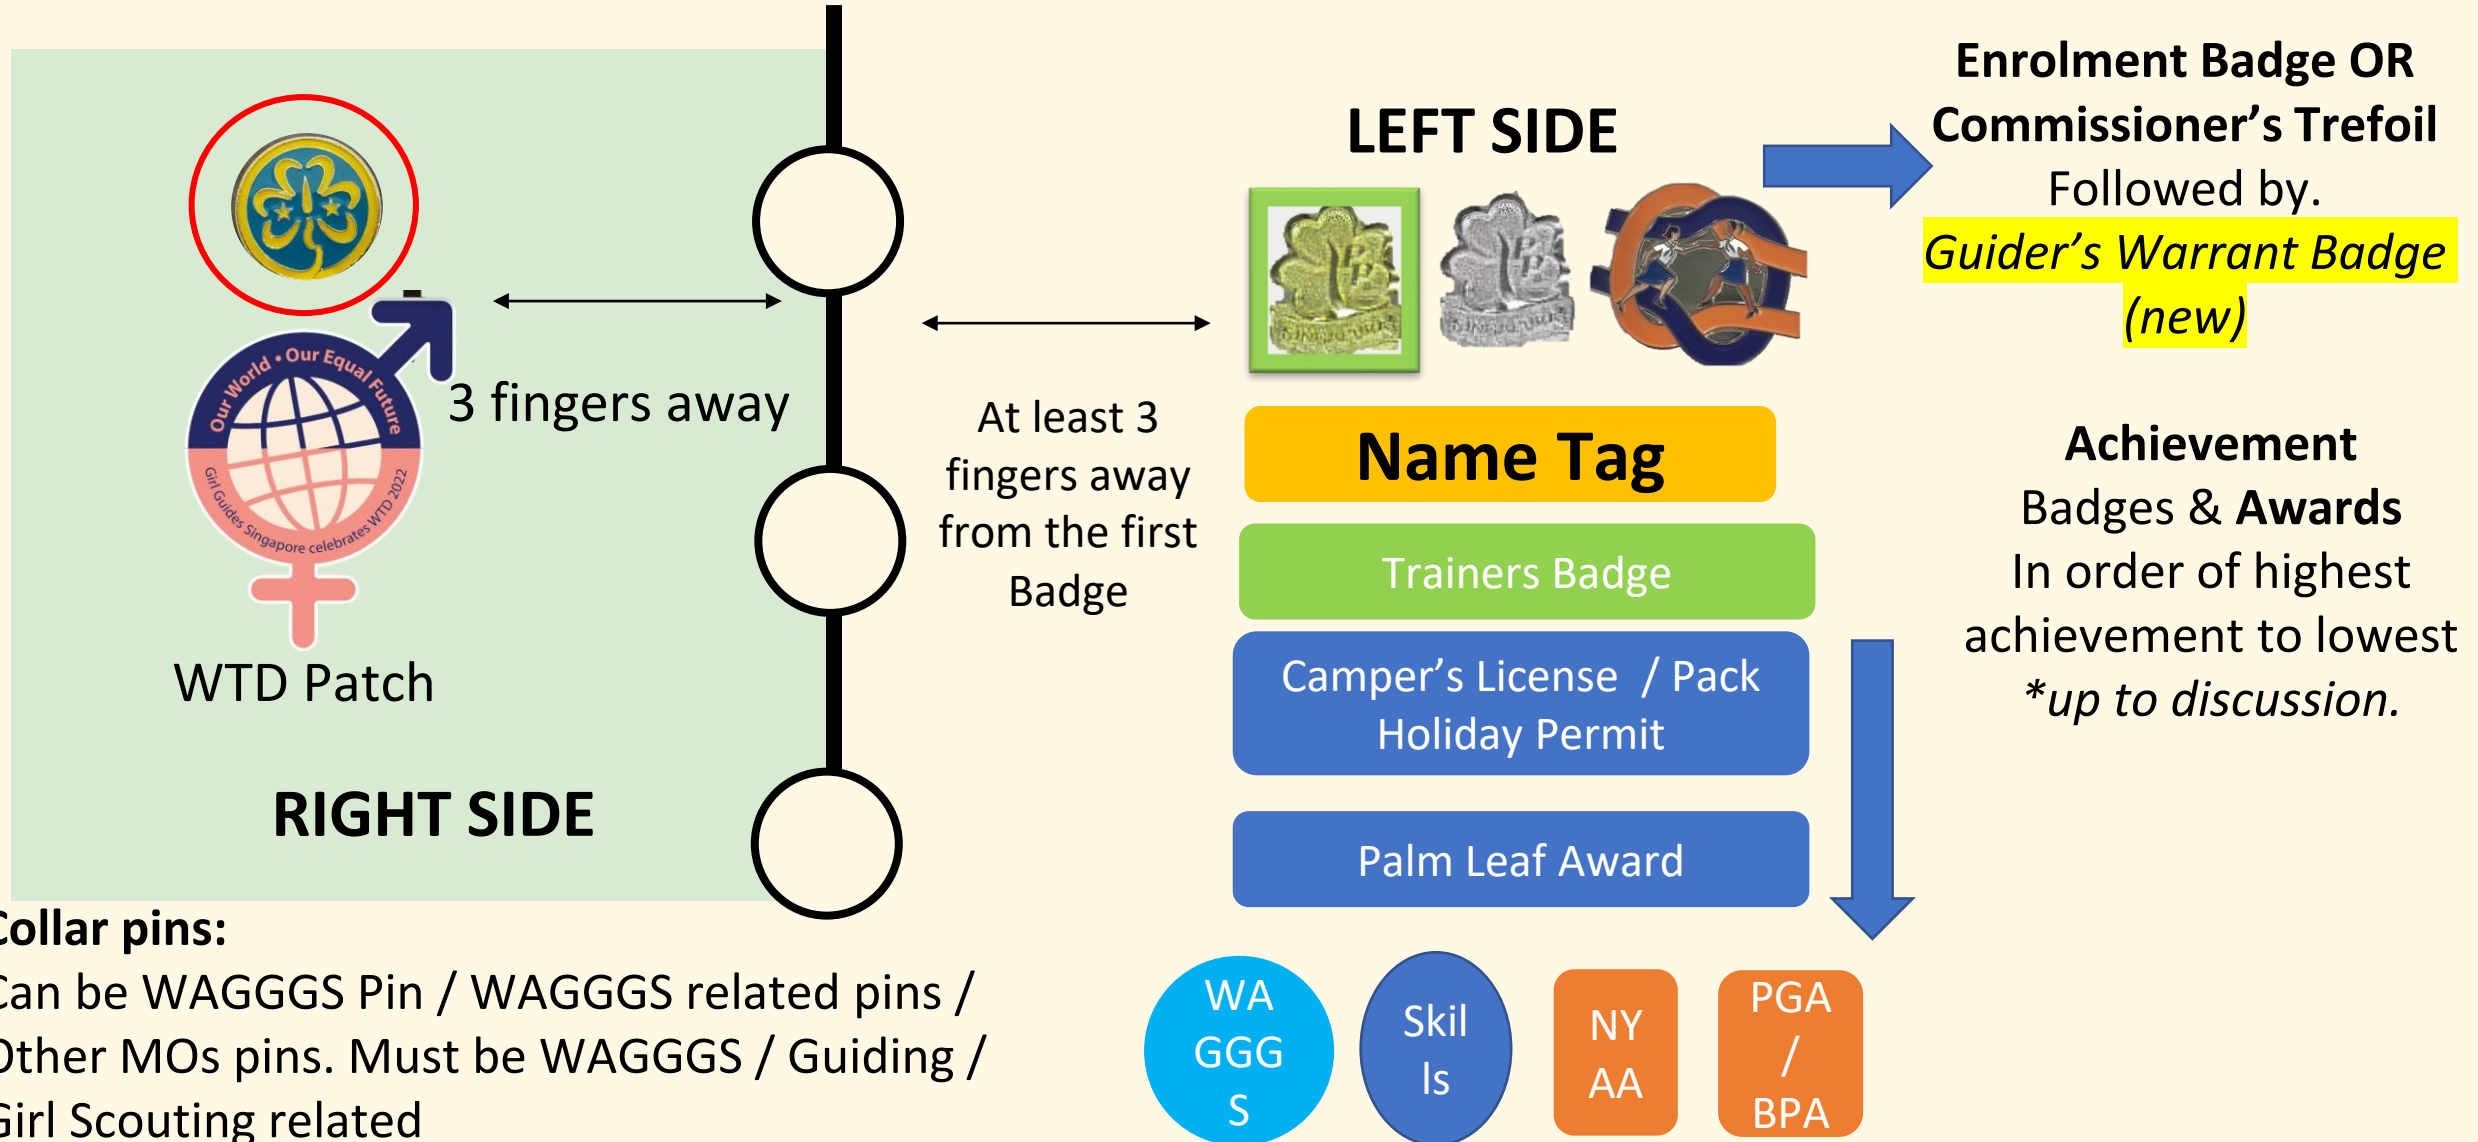 Our World • Our Equal Future
Girl Guides Singapore celebrates WTD 2022
3 fingers away
WTD Patch
RIGHT SIDE
At least 3
fingers away
from the first
Badge
LEFT SIDE
Name Tag
Trainers Badge
Camper’s License / Pack
Holiday Permit
Palm Leaf Award
WA
GGG
S
Skil
ls
NY
AA
PGA
/
BPA
Enrolment Badge OR
Commissioner’s Trefoil
Followed by.
Guider’s Warrant Badge
(new)
Achievement
Badges & Awards
In order of highest
achievement to lowest
*up to discussion.
Collar pins:
Can be WAGGGS Pin / WAGGGS related pins /
Other MOs pins. Must be WAGGGS / Guiding /
Girl Scouting related